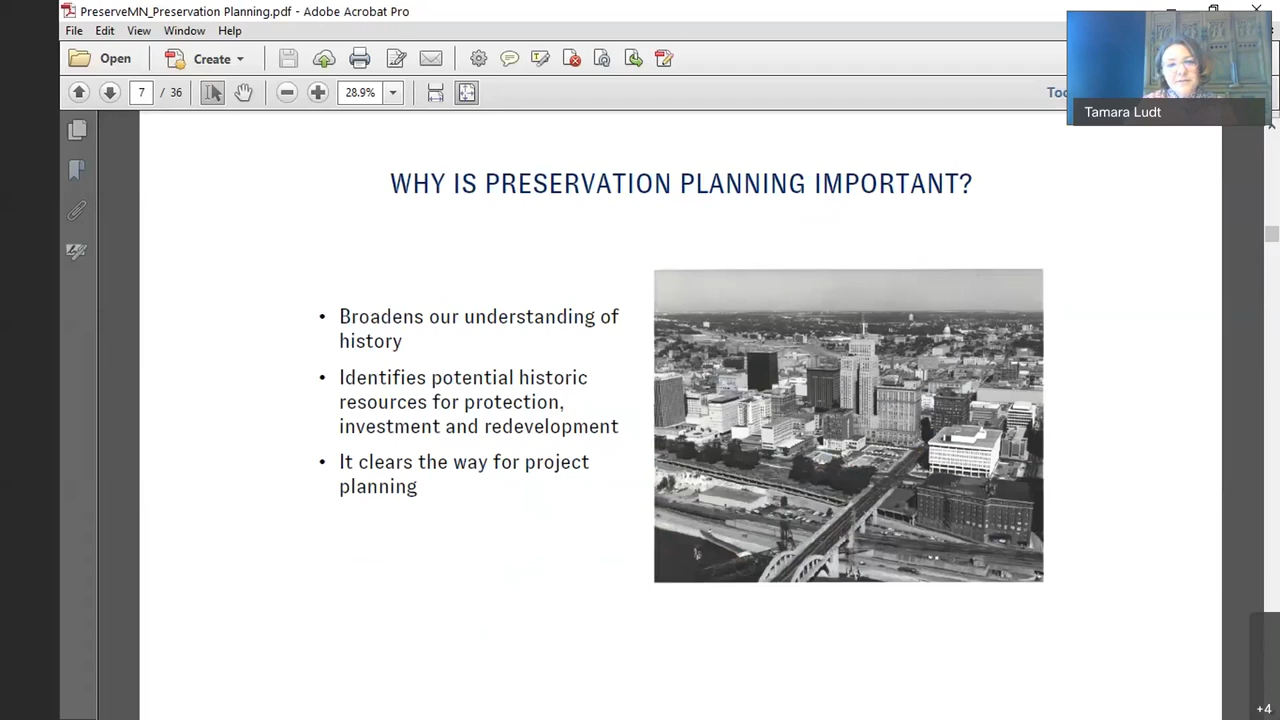 PreserveMN_Preservation Planning.pdf - Adobe Acrobat Pro
File Edit View Window Help
Open Create
7 / 36 28.9%
Tamara Ludt
WHY IS PRESERVATION PLANNING IMPORTANT?
• Broadens our understanding of
history
• Identifies potential historic
resources for protection,
investment and redevelopment
• It clears the way for project
planning
+4